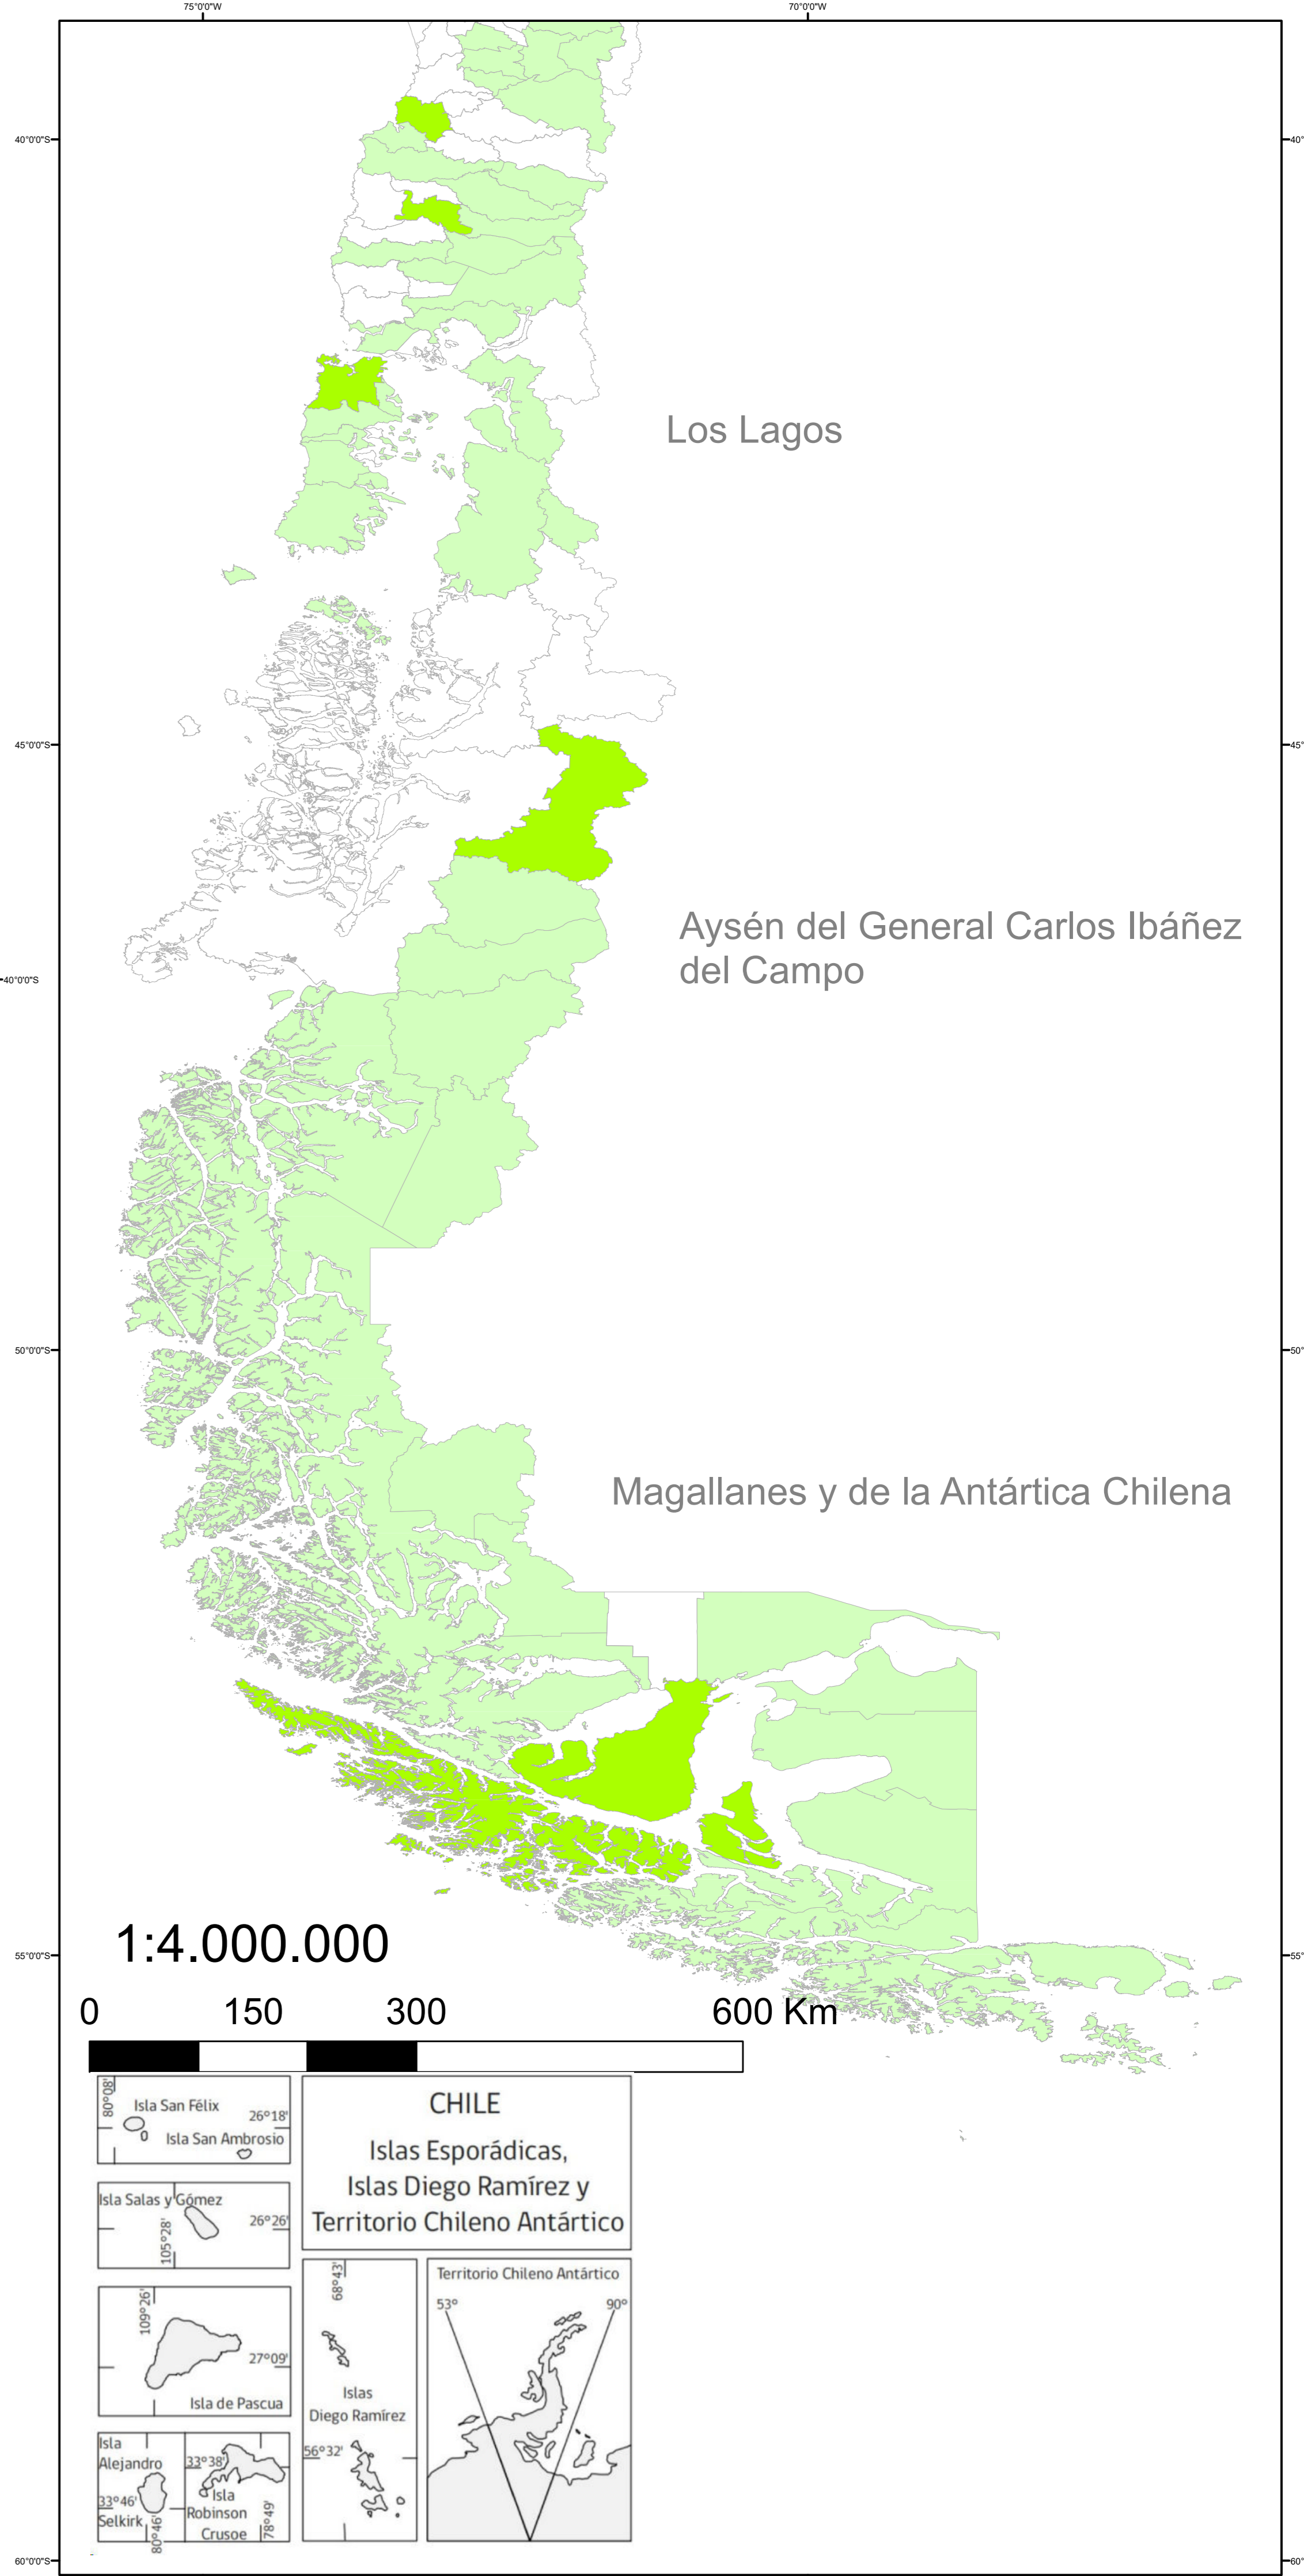 75°0'0"W
70°0'0"W
40°0'0"S
40°
Los Lagos
45°0'0"S
45°
Aysén del General Carlos Ibáñez
del Campo
40°0'0"S
50°0'0"S
50°
Magallanes y de la Antártica Chilena
1:4.000.000
55°0'0"S
55°
0 150 300 600 Km
80°08'
Isla San Félix
26°18'
Isla San Ambrosio
CHILE
Islas Esporádicas,
Islas Diego Ramírez y
Territorio Chileno Antártico
Isla Salas y Gómez
26°26'
105°28'
109°26'
27°09'
Isla de Pascua
68°43'
Islas
Diego Ramírez
56°32'
Territorio Chileno Antártico
53° 90°
Isla
Alejandro
33°46'
Selkirk
80°46'
33°38'
Isla
Robinson
Crusoe
78°49'
60°0'0"S
60°